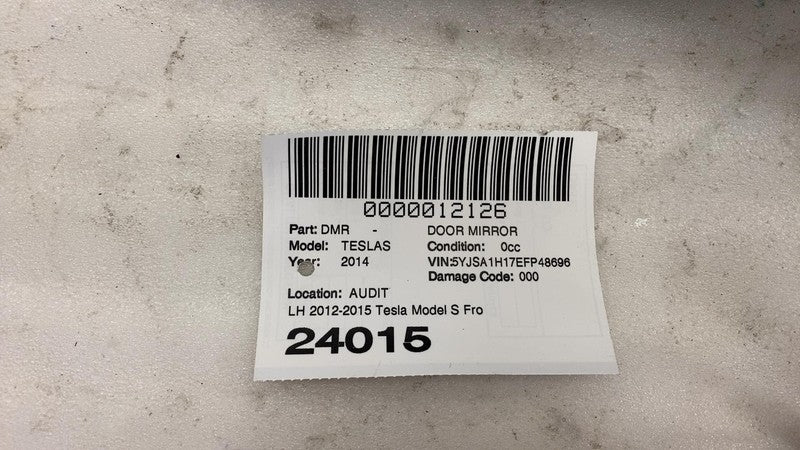 0000012126
Part: DMR - DOOR MIRROR
Model: TESLAS Condition: 0cc
Year: 2014 VIN:5YJSA1H17EFP48696
Damage Code: 000
Location: AUDIT
LH 2012-2015 Tesla Model S Fro
24015